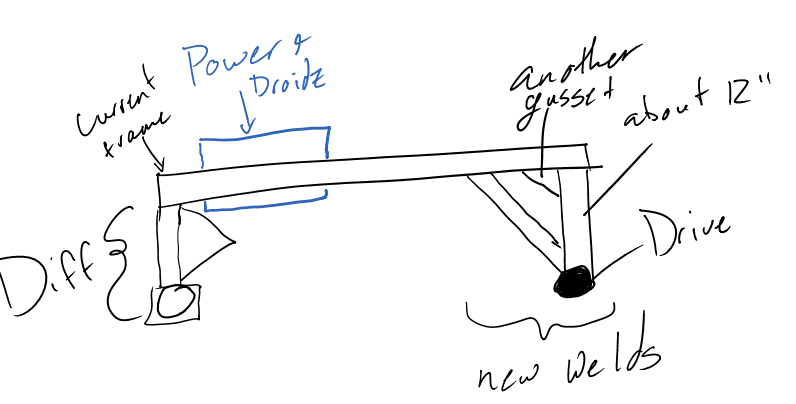 Power +
Droidz
Current
frame
another
gusset
about 12"
Diff
Drive
new welds